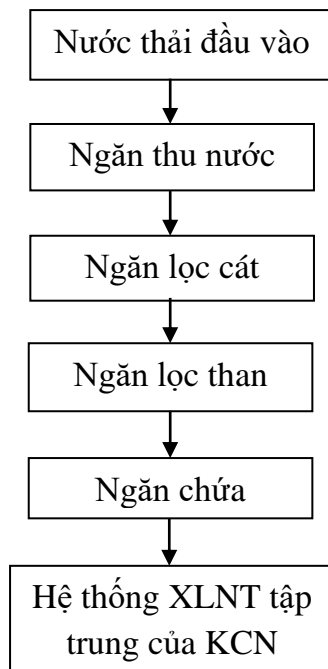 Nước thải đầu vào
Ngăn thu nước
Ngăn lọc cát
Ngăn lọc than
Ngăn chứa
Hệ thống XLNT tập
trung của KCN